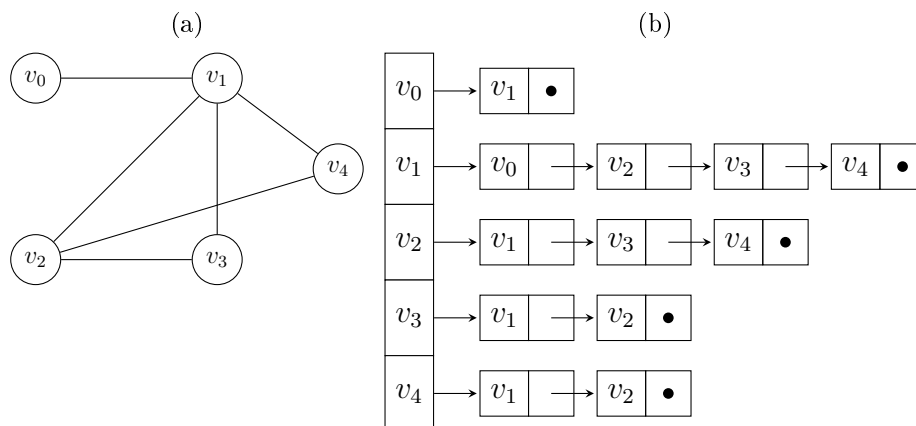 (a)
(b)
v₀ v₁
v₄
v₂ v₃
v₀ v₁
v₁ v₀ v₂ v₃ v₄
v₂ v₁ v₃ v₄
v₃ v₁ v₂
v₄ v₁ v₂